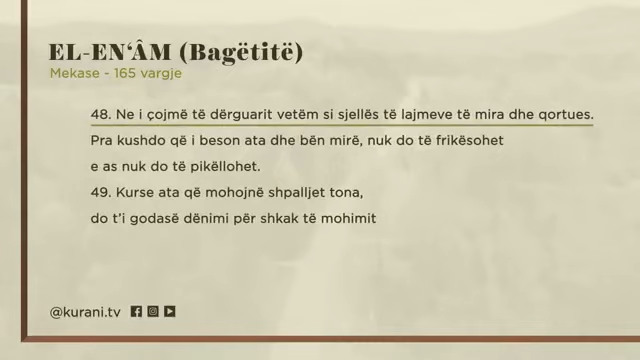 EL-EN‘ÂM (Bagëtitë)
Mekase - 165 vargje
48. Ne i çojmë të dërguarit vetëm si sjellës të lajmeve të mira dhe qortues.
Pra kushdo që i beson ata dhe bën mirë, nuk do të frikësohet
e as nuk do të pikëllohet.
49. Kurse ata që mohojnë shpalljet tona,
do t’i godasë dënimi për shkak të mohimit
@kurani.tv